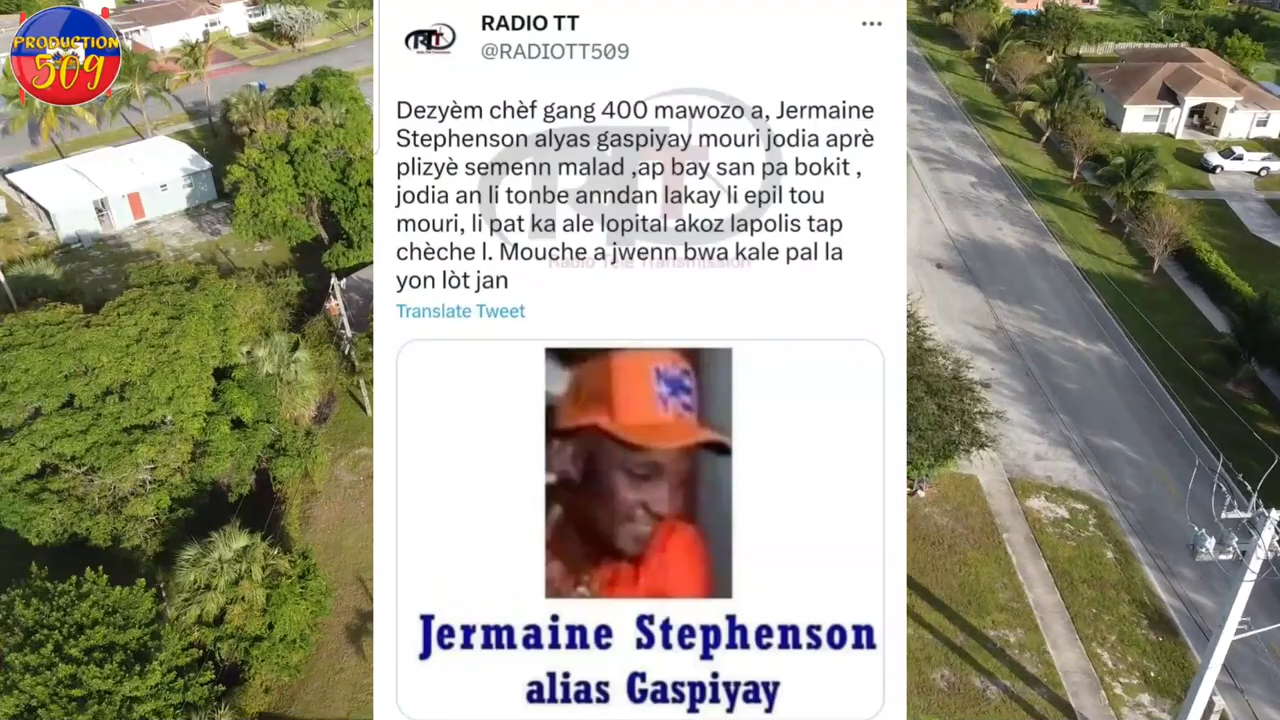 PRODUCTION
509
RADIO TT
@RADIOTT509
Dezyèm chèf gang 400 mawozo a, Jermaine
Stephenson alyas gaspiyay mouri jodia aprè
plizyè semenn malad ,ap bay san pa bokit ,
jodia an li tonbe anndan lakay li epil tou
mouri, li pat ka ale lopital akoz lapolis tap
chèche l. Mouche a jwenn bwa kale pal la
yon lòt jan
Radio Tele Transmission
Translate Tweet
Jermaine Stephenson
alias Gaspiyay